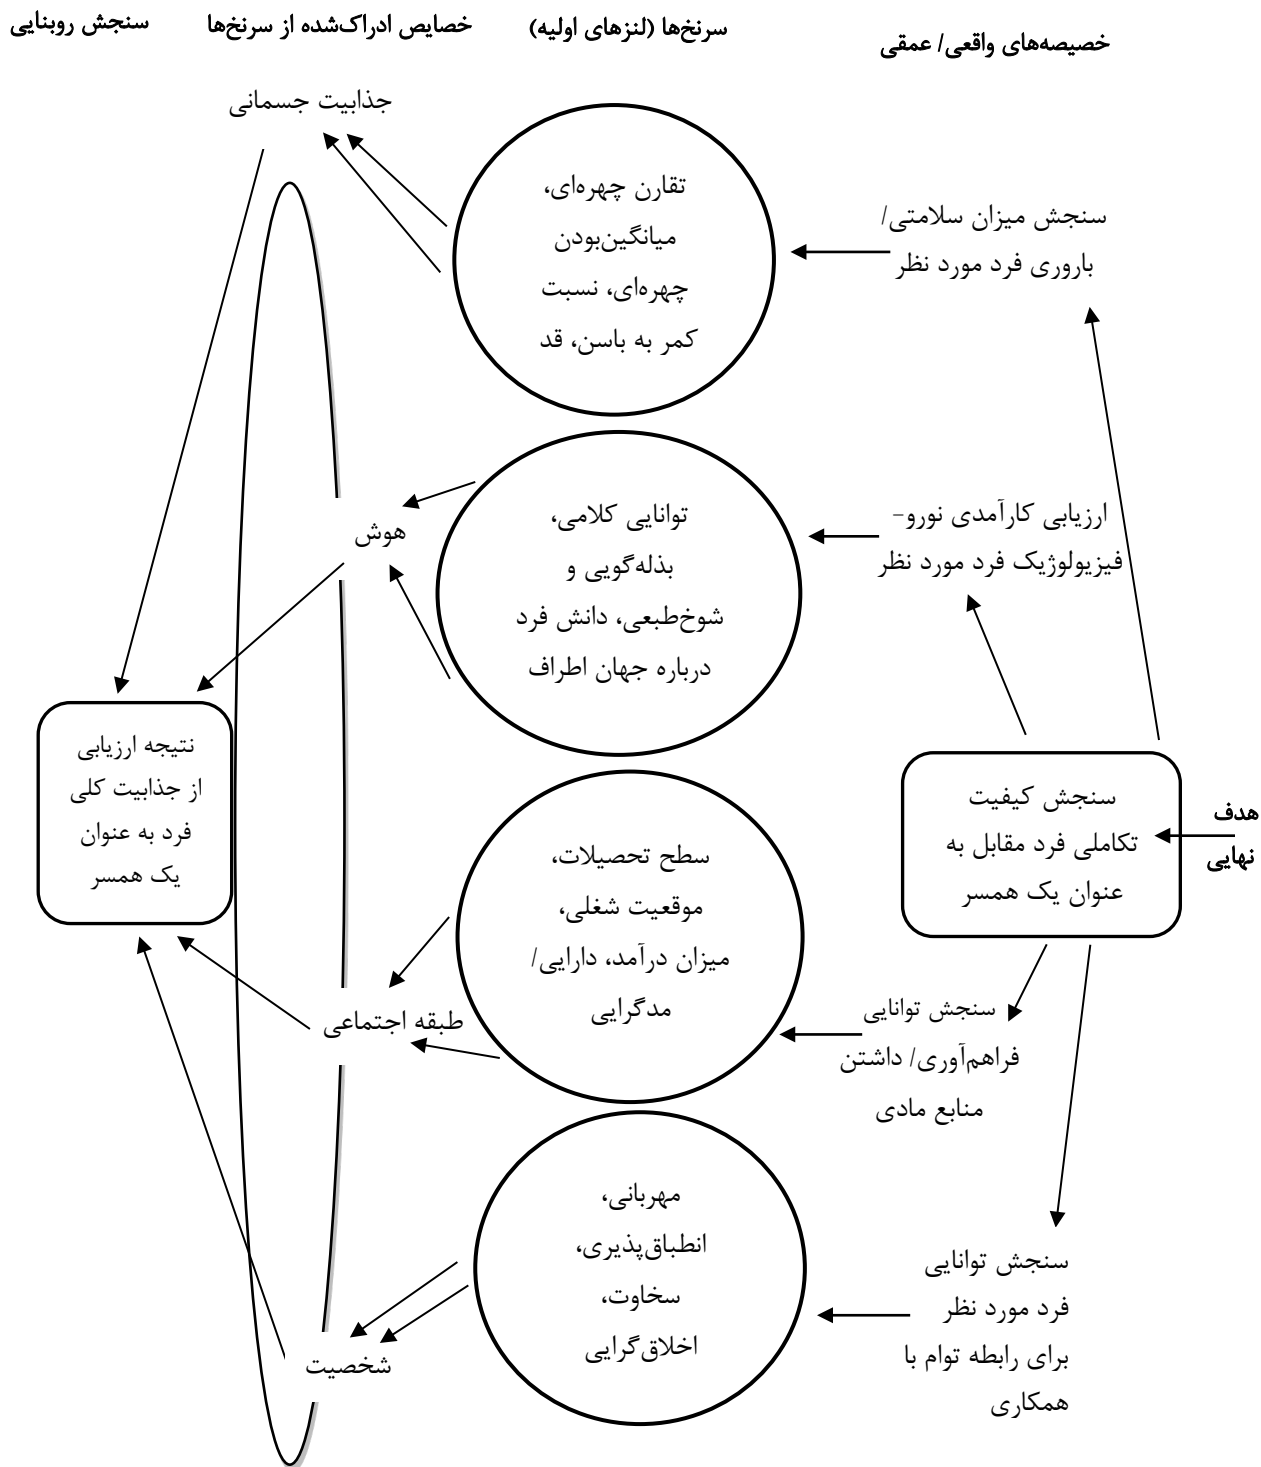 خصیصه‌های واقعی/ عمقی
سرنخ‌ها (لنزهای اولیه)
خصایص ادراک‌شده از سرنخ‌ها
سنجش روبنایی
هدف
نهایی
سنجش کیفیت
تکاملی فرد مقابل به
عنوان یک همسر
سنجش میزان سلامتی/
باروری فرد مورد نظر
تقارن چهره‌ای،
میانگین‌بودن
چهره‌ای، نسبت
کمر به باسن، قد
جذابیت جسمانی
ارزیابی کارآمدی نورو-
فیزیولوژیک فرد مورد نظر
توانایی کلامی،
بذله‌گویی و
شوخ‌طبعی، دانش فرد
درباره جهان اطراف
هوش
سنجش توانایی
فراهم‌آوری/ داشتن
منابع مادی
سطح تحصیلات،
موقعیت شغلی،
میزان درآمد، دارایی/
مدگرایی
طبقه اجتماعی
سنجش توانایی
فرد مورد نظر
برای رابطه توام با
همکاری
مهربانی،
انطباق‌پذیری،
سخاوت،
اخلاق‌گرایی
شخصیت
نتیجه ارزیابی
از جذابیت کلی
فرد به عنوان
یک همسر